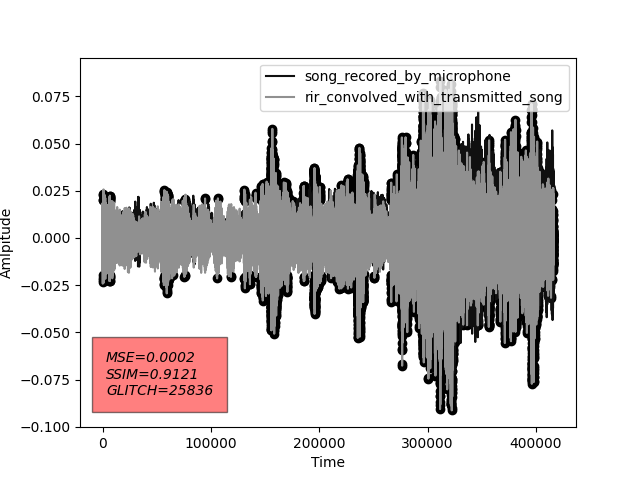 song_recored_by_microphone
rir_convolved_with_transmitted_song
0.075
0.050
0.025
0.000
−0.025
−0.050
−0.075
−0.100
Amlpitude
MSE=0.0002
SSIM=0.9121
GLITCH=25836
0 100000 200000 300000 400000
Time